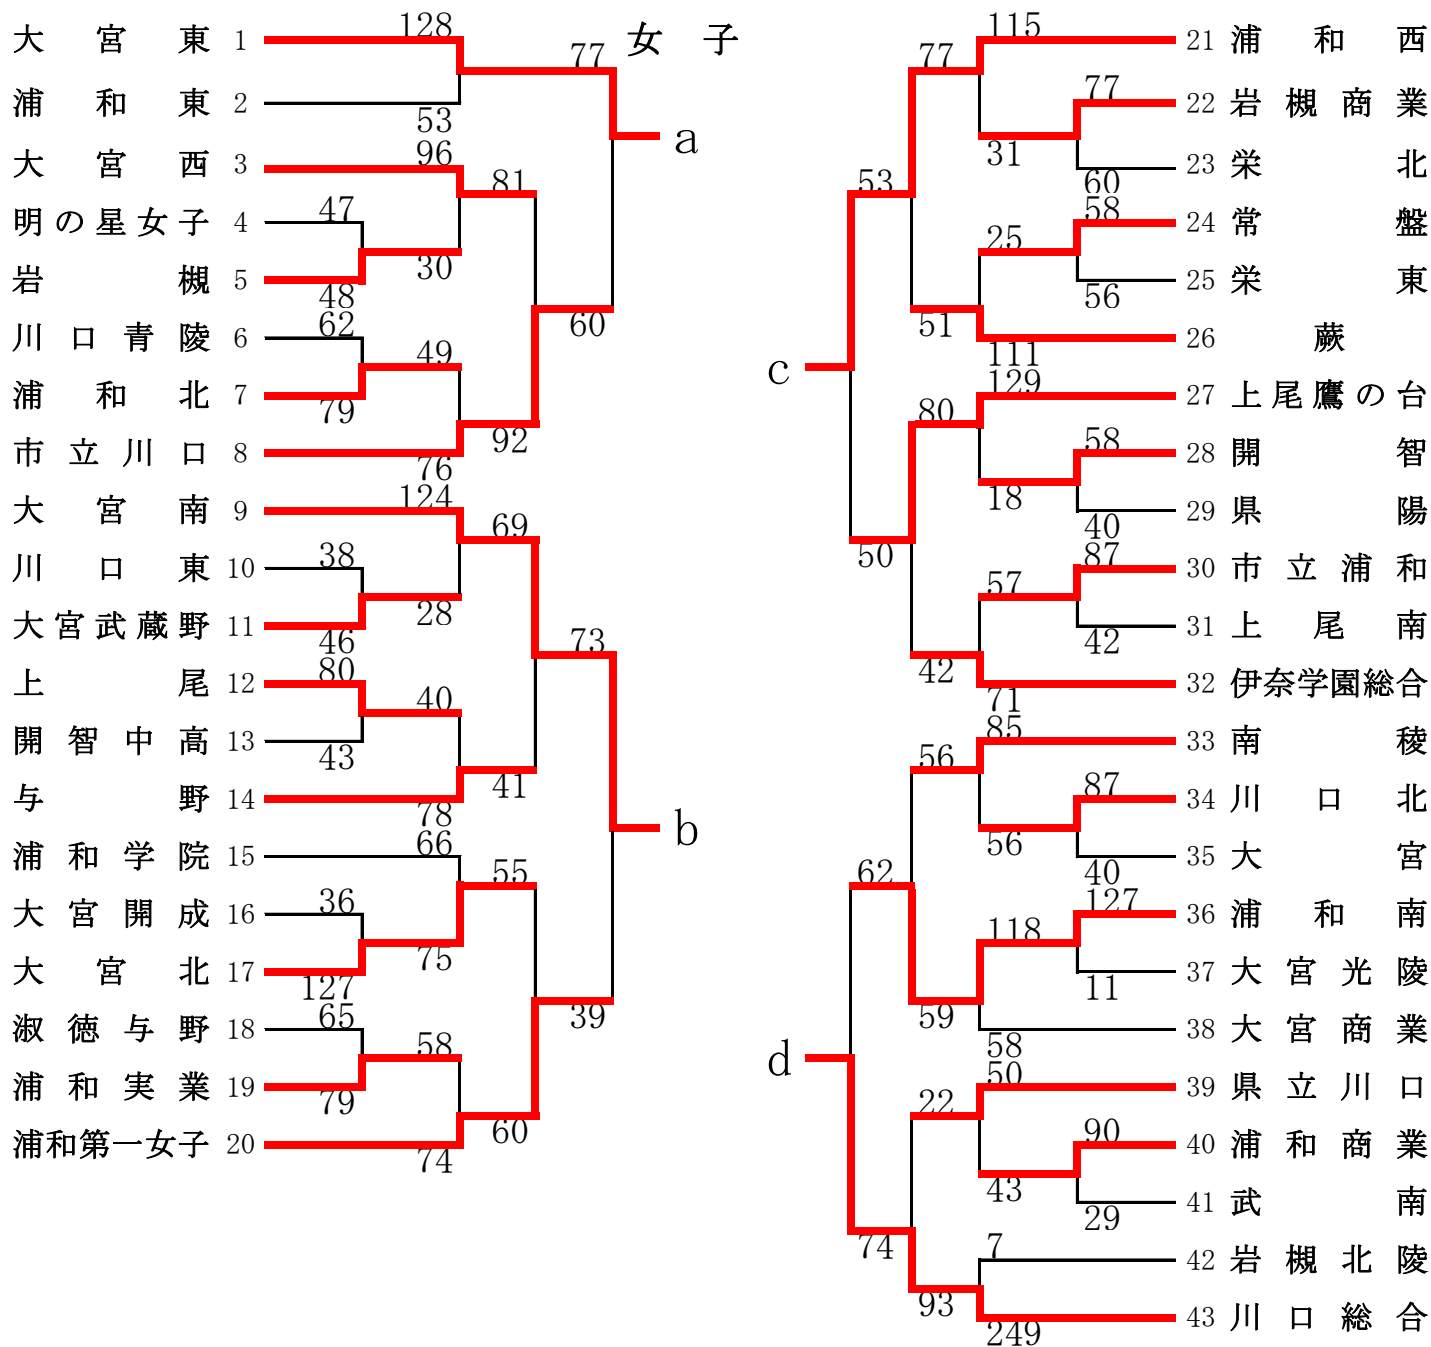 女子
大宮東 1
128
77
浦和東 2
53
a
大宮西 3
96
81
明の星女子 4
47
30
岩槻 5
48
60
川口青陵 6
62
49
浦和北 7
79
92
市立川口 8
76
大宮南 9
124
69
川口東 10
38
28
大宮武蔵野 11
46
73
上尾 12
80
40
開智中高 13
43
41
与野 14
78
b
浦和学院 15
66
55
大宮開成 16
36
75
大宮北 17
127
39
淑徳与野 18
65
58
浦和実業 19
79
60
浦和第一女子 20
74
115
21 浦和西
77
77
22 岩槻商業
31
23 栄北
60
53
58
24 常盤
25
25 栄東
56
51
26 蕨
111
c
129
27 上尾鷹の台
80
58
28 開智
18
29 県陽
40
50
87
30 市立浦和
57
31 上尾南
42
42
32 伊奈学園総合
71
85
33 南稜
56
87
34 川口北
56
35 大宮
40
62
127
36 浦和南
118
37 大宮光陵
11
59
38 大宮商業
58
d
50
39 県立川口
22
90
40 浦和商業
43
41 武南
29
74
7
42 岩槻北陵
93
43 川口総合
249